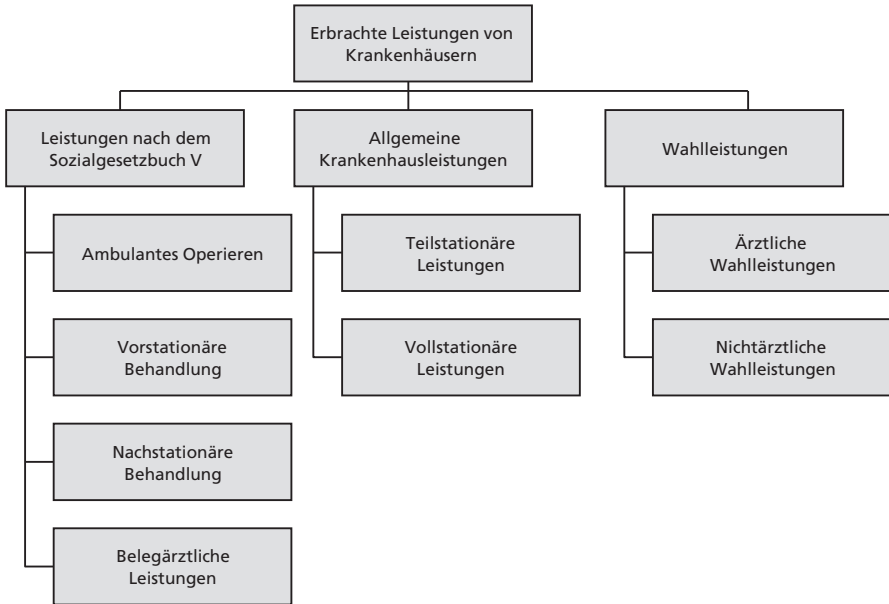 Erbrachte Leistungen von
Krankenhäusern
Leistungen nach dem
Sozialgesetzbuch V
Ambulantes Operieren
Vorstationäre
Behandlung
Nachstationäre
Behandlung
Belegärztliche
Leistungen
Allgemeine
Krankenhausleistungen
Teilstationäre
Leistungen
Vollstationäre
Leistungen
Wahlleistungen
Ärztliche
Wahlleistungen
Nichtärztliche
Wahlleistungen